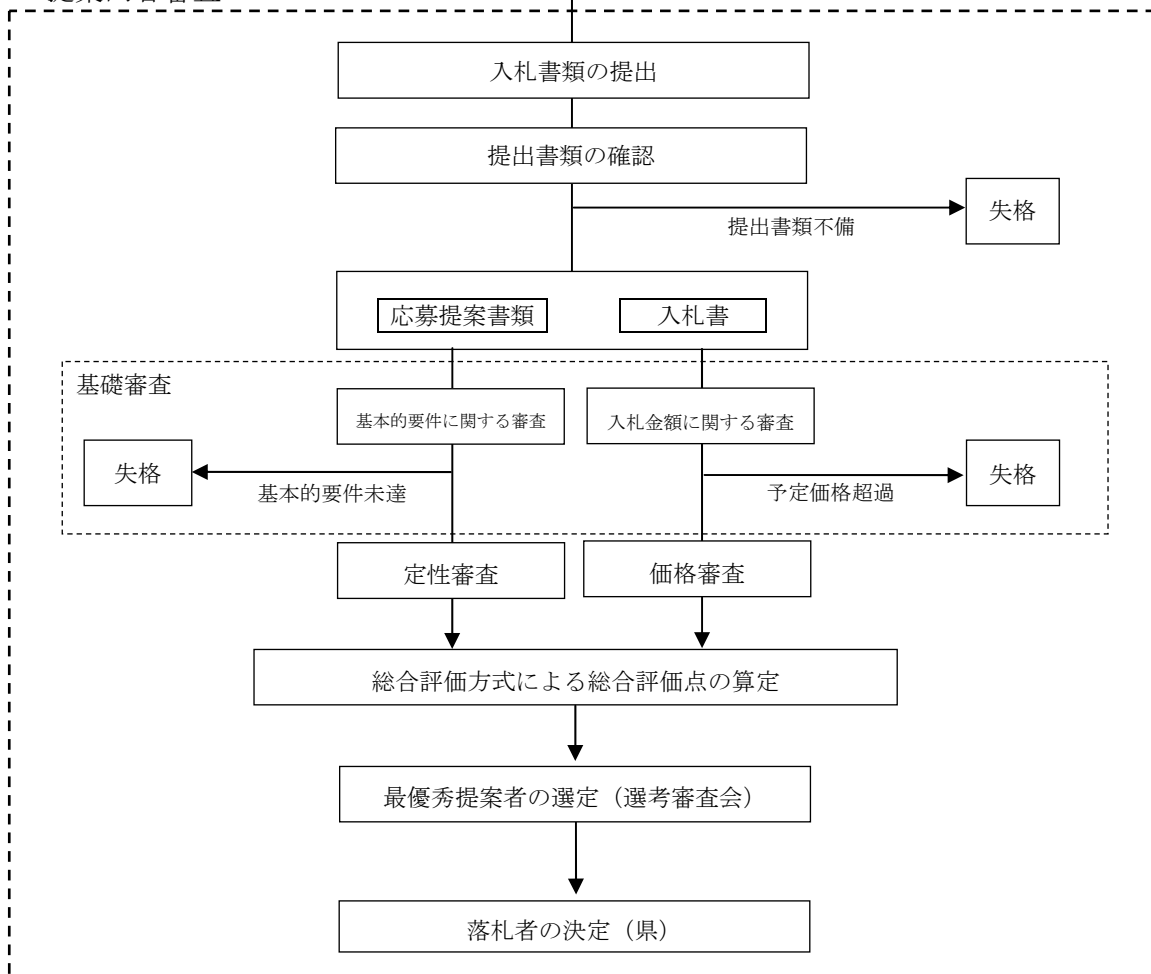 入札書類の提出
提出書類の確認
失格
提出書類不備
応募提案書類
入札書
基礎審査
基本的要件に関する審査
入札金額に関する審査
失格
基本的要件未達
予定価格超過
失格
定性審査
価格審査
総合評価方式による総合評価点の算定
最優秀提案者の選定（選考審査会）
落札者の決定（県）